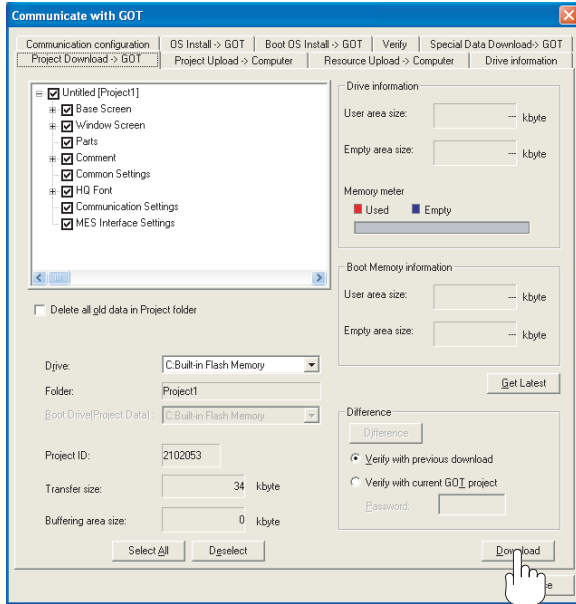 Communicate with GOT
Communication configuration OS Install -> GOT Boot OS Install -> GOT Verify Special Data Download-> GOT
Project Download -> GOT Project Upload -> Computer Resource Upload -> Computer Drive information
Untitled [Project1]
Base Screen
Window Screen
Parts
Comment
Common Settings
HQ Font
Communication Settings
MES Interface Settings
Delete all old data in Project folder
Drive: C:Built-in Flash Memory
Folder: Project1
Boot Drive(Project Data) : C:Built-in Flash Memory
Project ID: 2102053
Transfer size: 34 kbyte
Buffering area size: 0 kbyte
Select All Deselect
Drive information
User area size: --- kbyte
Empty area size: --- kbyte
Memory meter
Used Empty
Boot Memory information
User area size: --- kbyte
Empty area size: --- kbyte
Get Latest
Difference
Difference
Verify with previous download
Verify with current GOT project
Password:
Download